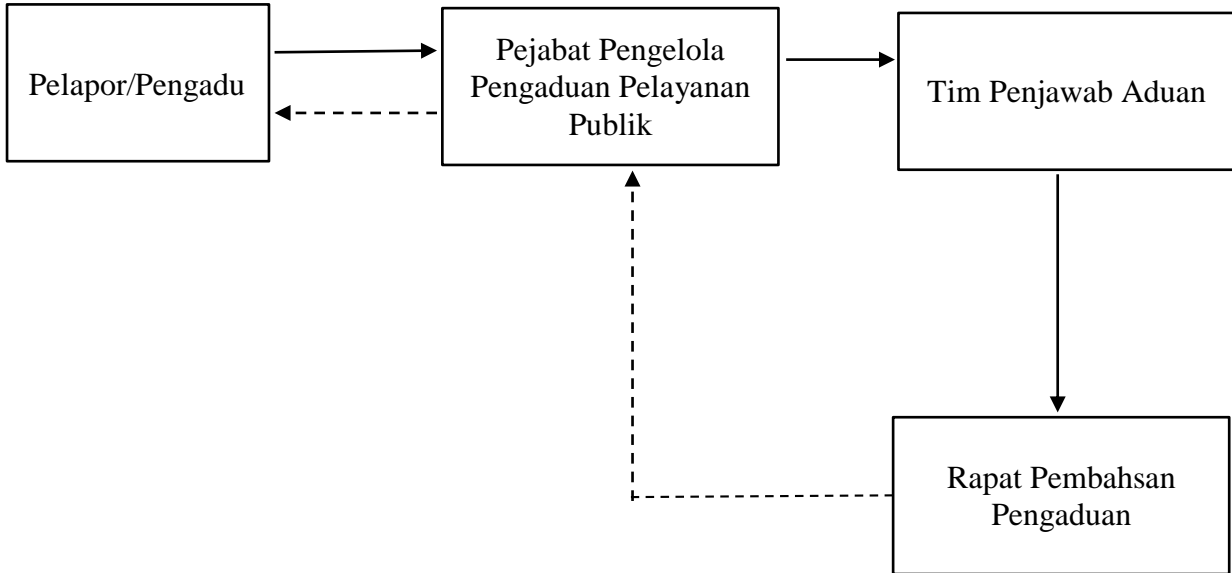 Pelapor/Pengadu
Pejabat Pengelola
Pengaduan Pelayanan
Publik
Tim Penjawab Aduan
Rapat Pembahsan
Pengaduan